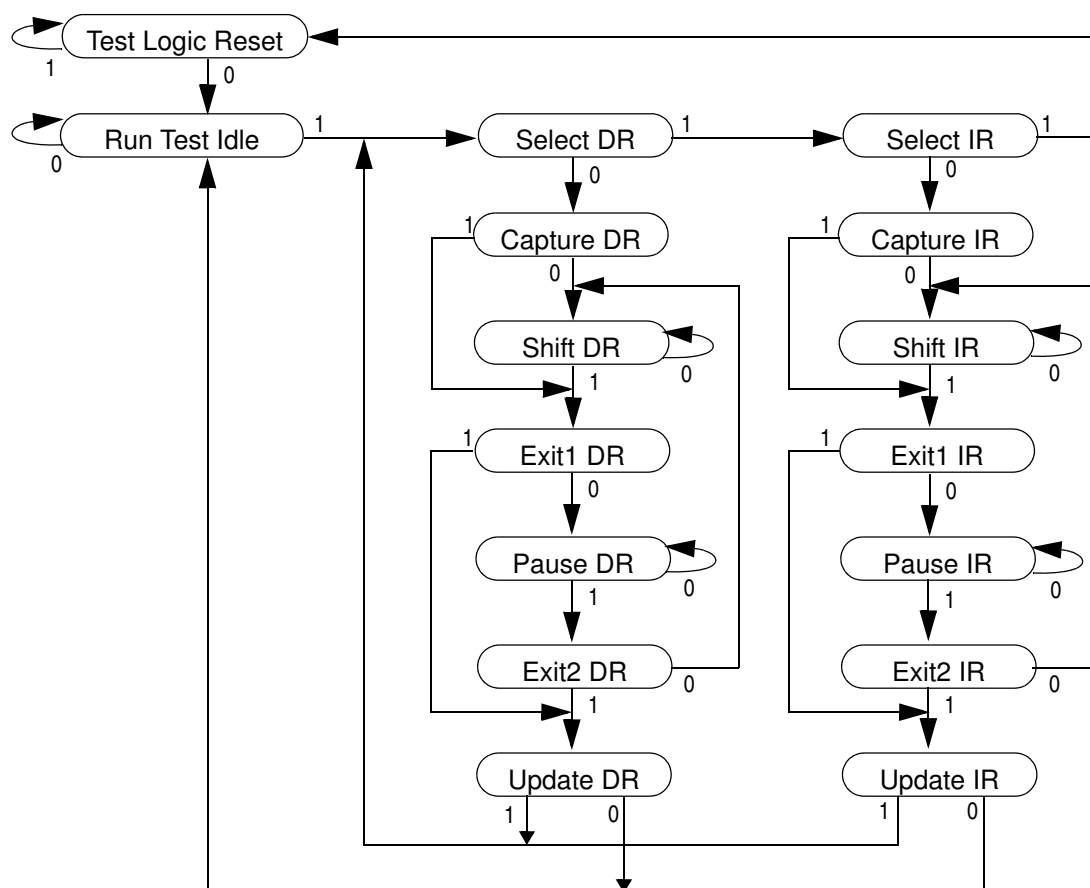 Test Logic Reset
1
0
Run Test Idle
0
1
Select DR
1
0
Select IR
1
0
1
Capture DR
0
1
Capture IR
0
Shift DR
0
1
Shift IR
0
1
1
Exit1 DR
0
1
Exit1 IR
0
Pause DR
0
1
Pause IR
0
1
Exit2 DR
0
1
Exit2 IR
0
1
Update DR
1
0
Update IR
1
0